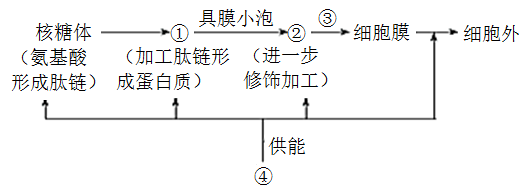 具膜小泡 ③
核糖体 ① ② 细胞膜 细胞外
（氨基酸 （加工肽链形 （进一步
形成肽链） 成蛋白质） 修饰加工）
供能
④